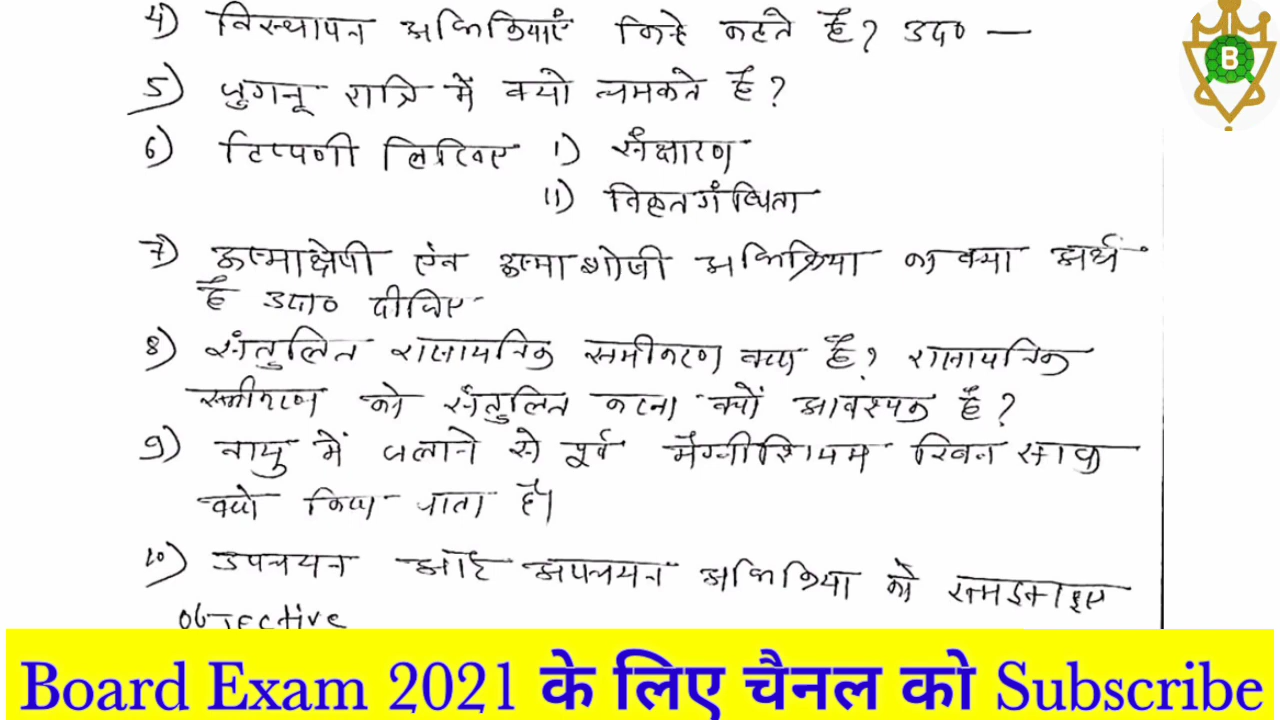 4) विस्थापन अभिक्रियाएँ किन्हे कहते है? उदा० —
5) जुगनू रात्रि में क्यो चमकते है?
6) टिप्पणी लिखिए 1) संक्षारण
11) विकृतगंधिता
7) ऊष्माक्षेपी एंव ऊष्माशोषी अभिक्रिया का क्या अर्थ
है उदा० दीजिए
8) संतुलित रासायनिक समीकरण क्या है? रासायनिक
समीकरण को संतुलित करना क्यों आवश्यक है?
9) वायु में जलाने से पूर्व मैग्नीशियम रिबन साफ
क्यो किया जाता है।
10) उपचयन और अपचयन अभिक्रिया को समझाइए
Objective
B
Board Exam 2021 के लिए चैनल को Subscribe